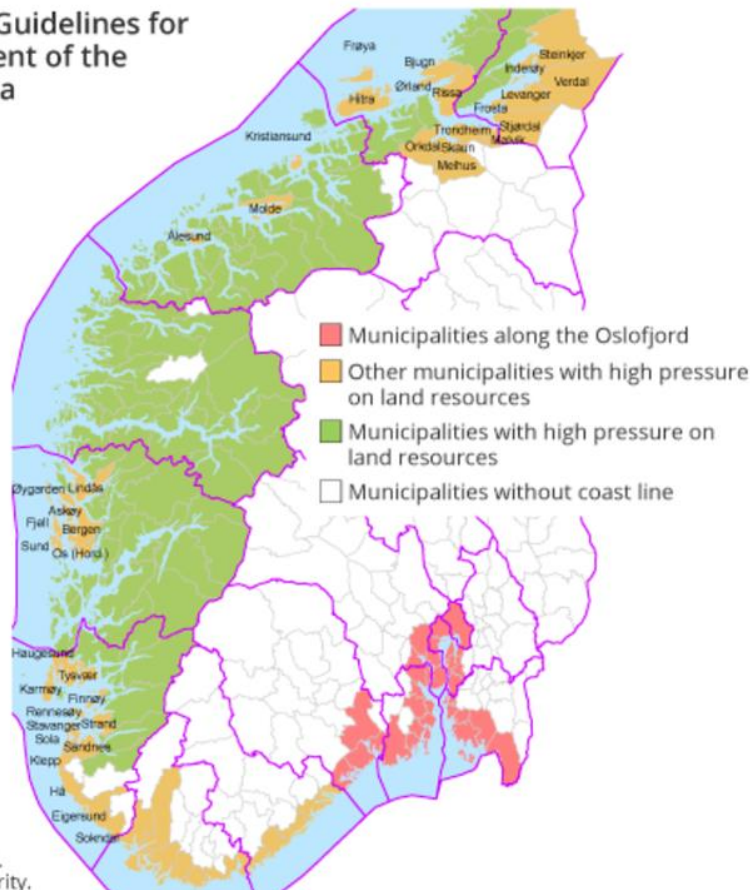 Guidelines for
ent of the
a
Frøya
Bjugn
Steinkjer
Inderøy
Verdal
Ørland
Rissa
Hitra
Levanger
Frosta
Kristiansund
Trondheim
Stjørdal
Malvik
Orkdal
Skaun
Melhus
Molde
Ålesund
Municipalities along the Oslofjord
Other municipalities with high pressure
on land resources
Municipalities with high pressure on
land resources
Municipalities without coast line
Øygarden
Lindås
Askøy
Fjell
Bergen
Sund
Os (Hord.)
Haugesund
Tysvær
Karmøy
Finnøy
Rennesøy
Stavanger
Strand
Sola
Sandnes
Klepp
Hå
Eigersund
Sokndal
rity.